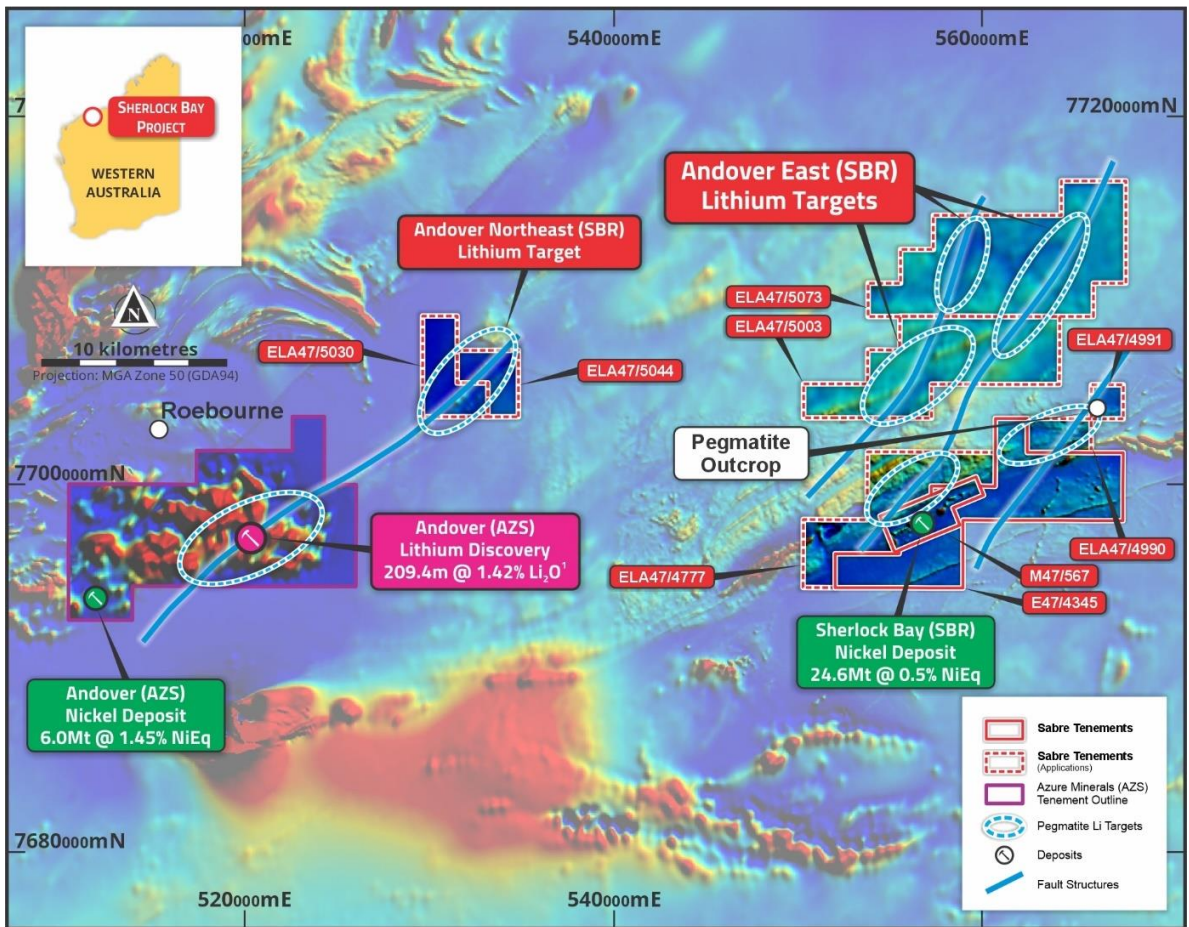 000mE
540000mE
560000mE
7
7720000mN
SHERLOCK BAY
PROJECT
WESTERN
AUSTRALIA
Andover East (SBR)
Lithium Targets
Andover Northeast (SBR)
Lithium Target
ELA47/5073
ELA47/5003
ELA47/4991
N
10 kilometres
Projection: MGA Zone 50 (GDA94)
ELA47/5030
ELA47/5044
Roebourne
Pegmatite
Outcrop
7700000mN
Andover (AZS)
Lithium Discovery
209.4m @ 1.42% Li₂O¹
ELA47/4990
ELA47/4777
M47/567
E47/4345
Sherlock Bay (SBR)
Nickel Deposit
24.6Mt @ 0.5% NiEq
Andover (AZS)
Nickel Deposit
6.0Mt @ 1.45% NiEq
Sabre Tenements
Sabre Tenements
(Applications)
Azure Minerals (AZS)
Tenement Outline
Pegmatite Li Targets
Deposits
Fault Structures
7680000mN
520000mE
540000mE
560000mE